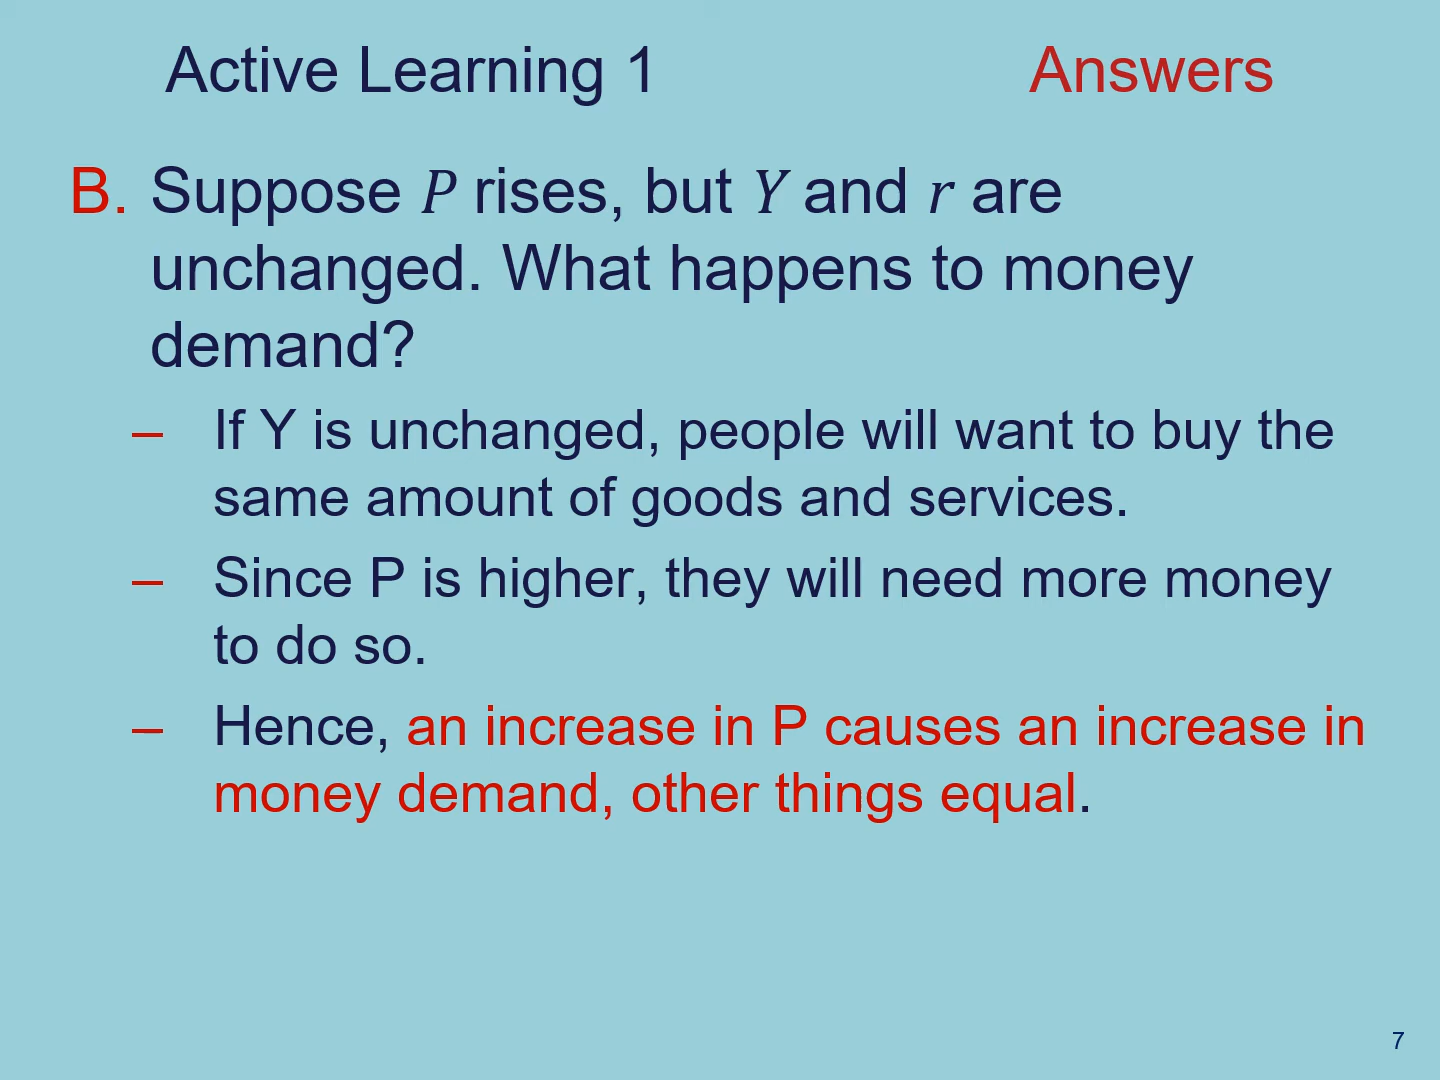 Active Learning 1 Answers
B. Suppose P rises, but Y and r are
unchanged. What happens to money
demand?
– If Y is unchanged, people will want to buy the
same amount of goods and services.
– Since P is higher, they will need more money
to do so.
– Hence, an increase in P causes an increase in
money demand, other things equal.
7